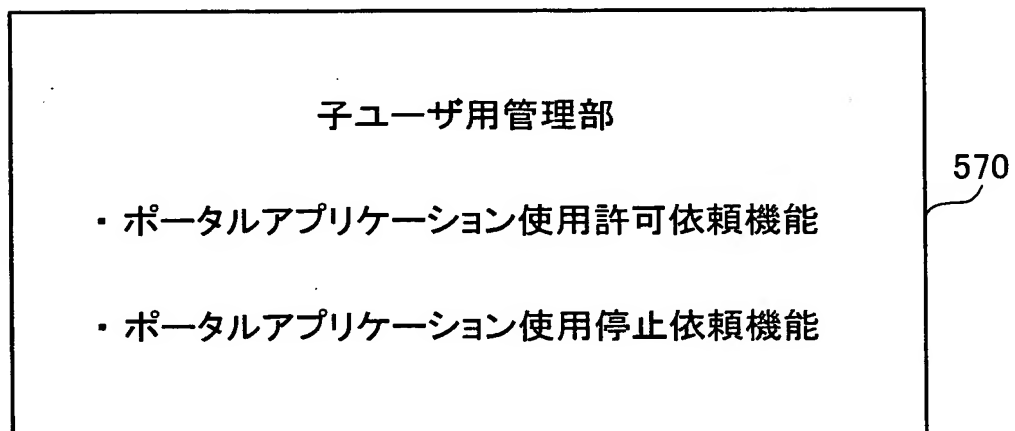 子ユーザ用管理部
570
・ポータルアプリケーション使用許可依頼機能
・ポータルアプリケーション使用停止依頼機能